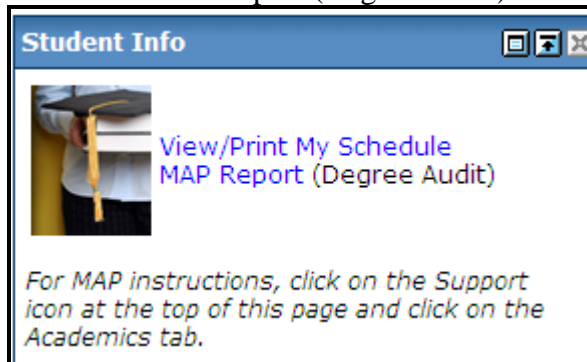 Student Info
View/Print My Schedule
MAP Report (Degree Audit)
For MAP instructions, click on the Support
icon at the top of this page and click on the
Academics tab.